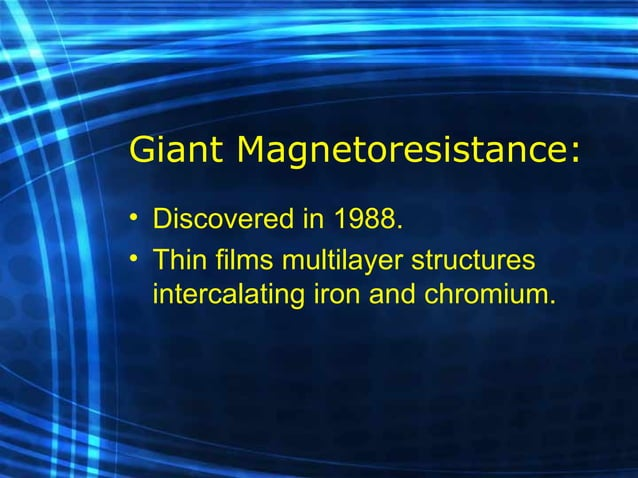 Giant Magnetoresistance:
• Discovered in 1988.
• Thin films multilayer structures
intercalating iron and chromium.